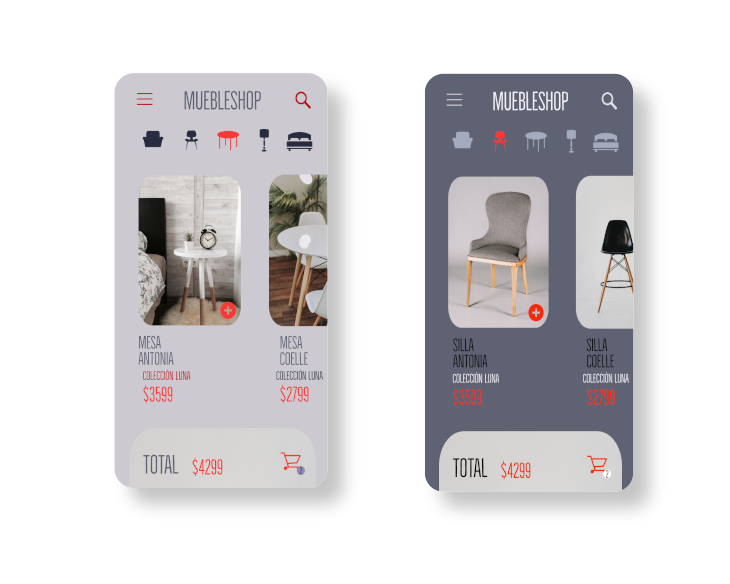 MUEBLESHOP
MESA
ANTONIA
COLECCIÓN LUNA
$3599
MESA
COELLE
COLECCIÓN LUNA
$2799
TOTAL $4299
MUEBLESHOP
SILLA
ANTONIA
COLECCIÓN LUNA
$3599
SILLA
COELLE
COLECCIÓN LUNA
$2799
TOTAL $4299